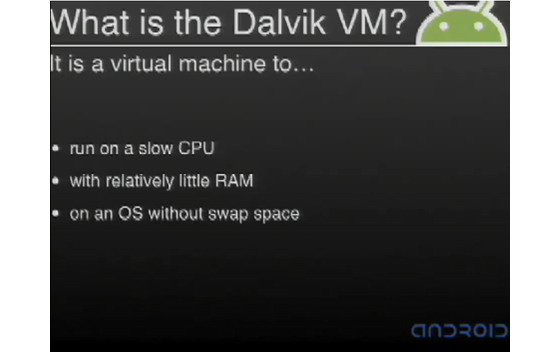 What is the Dalvik VM?
It is a virtual machine to…
• run on a slow CPU
• with relatively little RAM
• on an OS without swap space
ANDROID